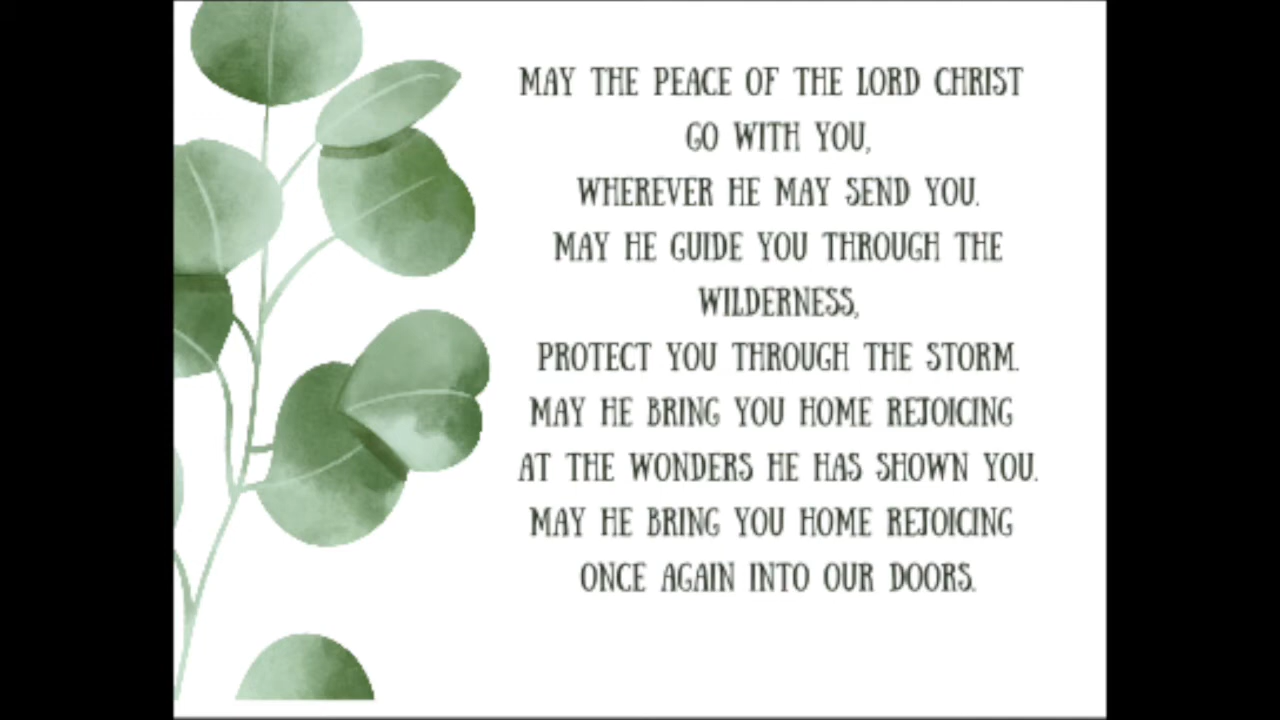 MAY THE PEACE OF THE LORD CHRIST
GO WITH YOU,
WHEREVER HE MAY SEND YOU.
MAY HE GUIDE YOU THROUGH THE
WILDERNESS,
PROTECT YOU THROUGH THE STORM.
MAY HE BRING YOU HOME REJOICING
AT THE WONDERS HE HAS SHOWN YOU.
MAY HE BRING YOU HOME REJOICING
ONCE AGAIN INTO OUR DOORS.